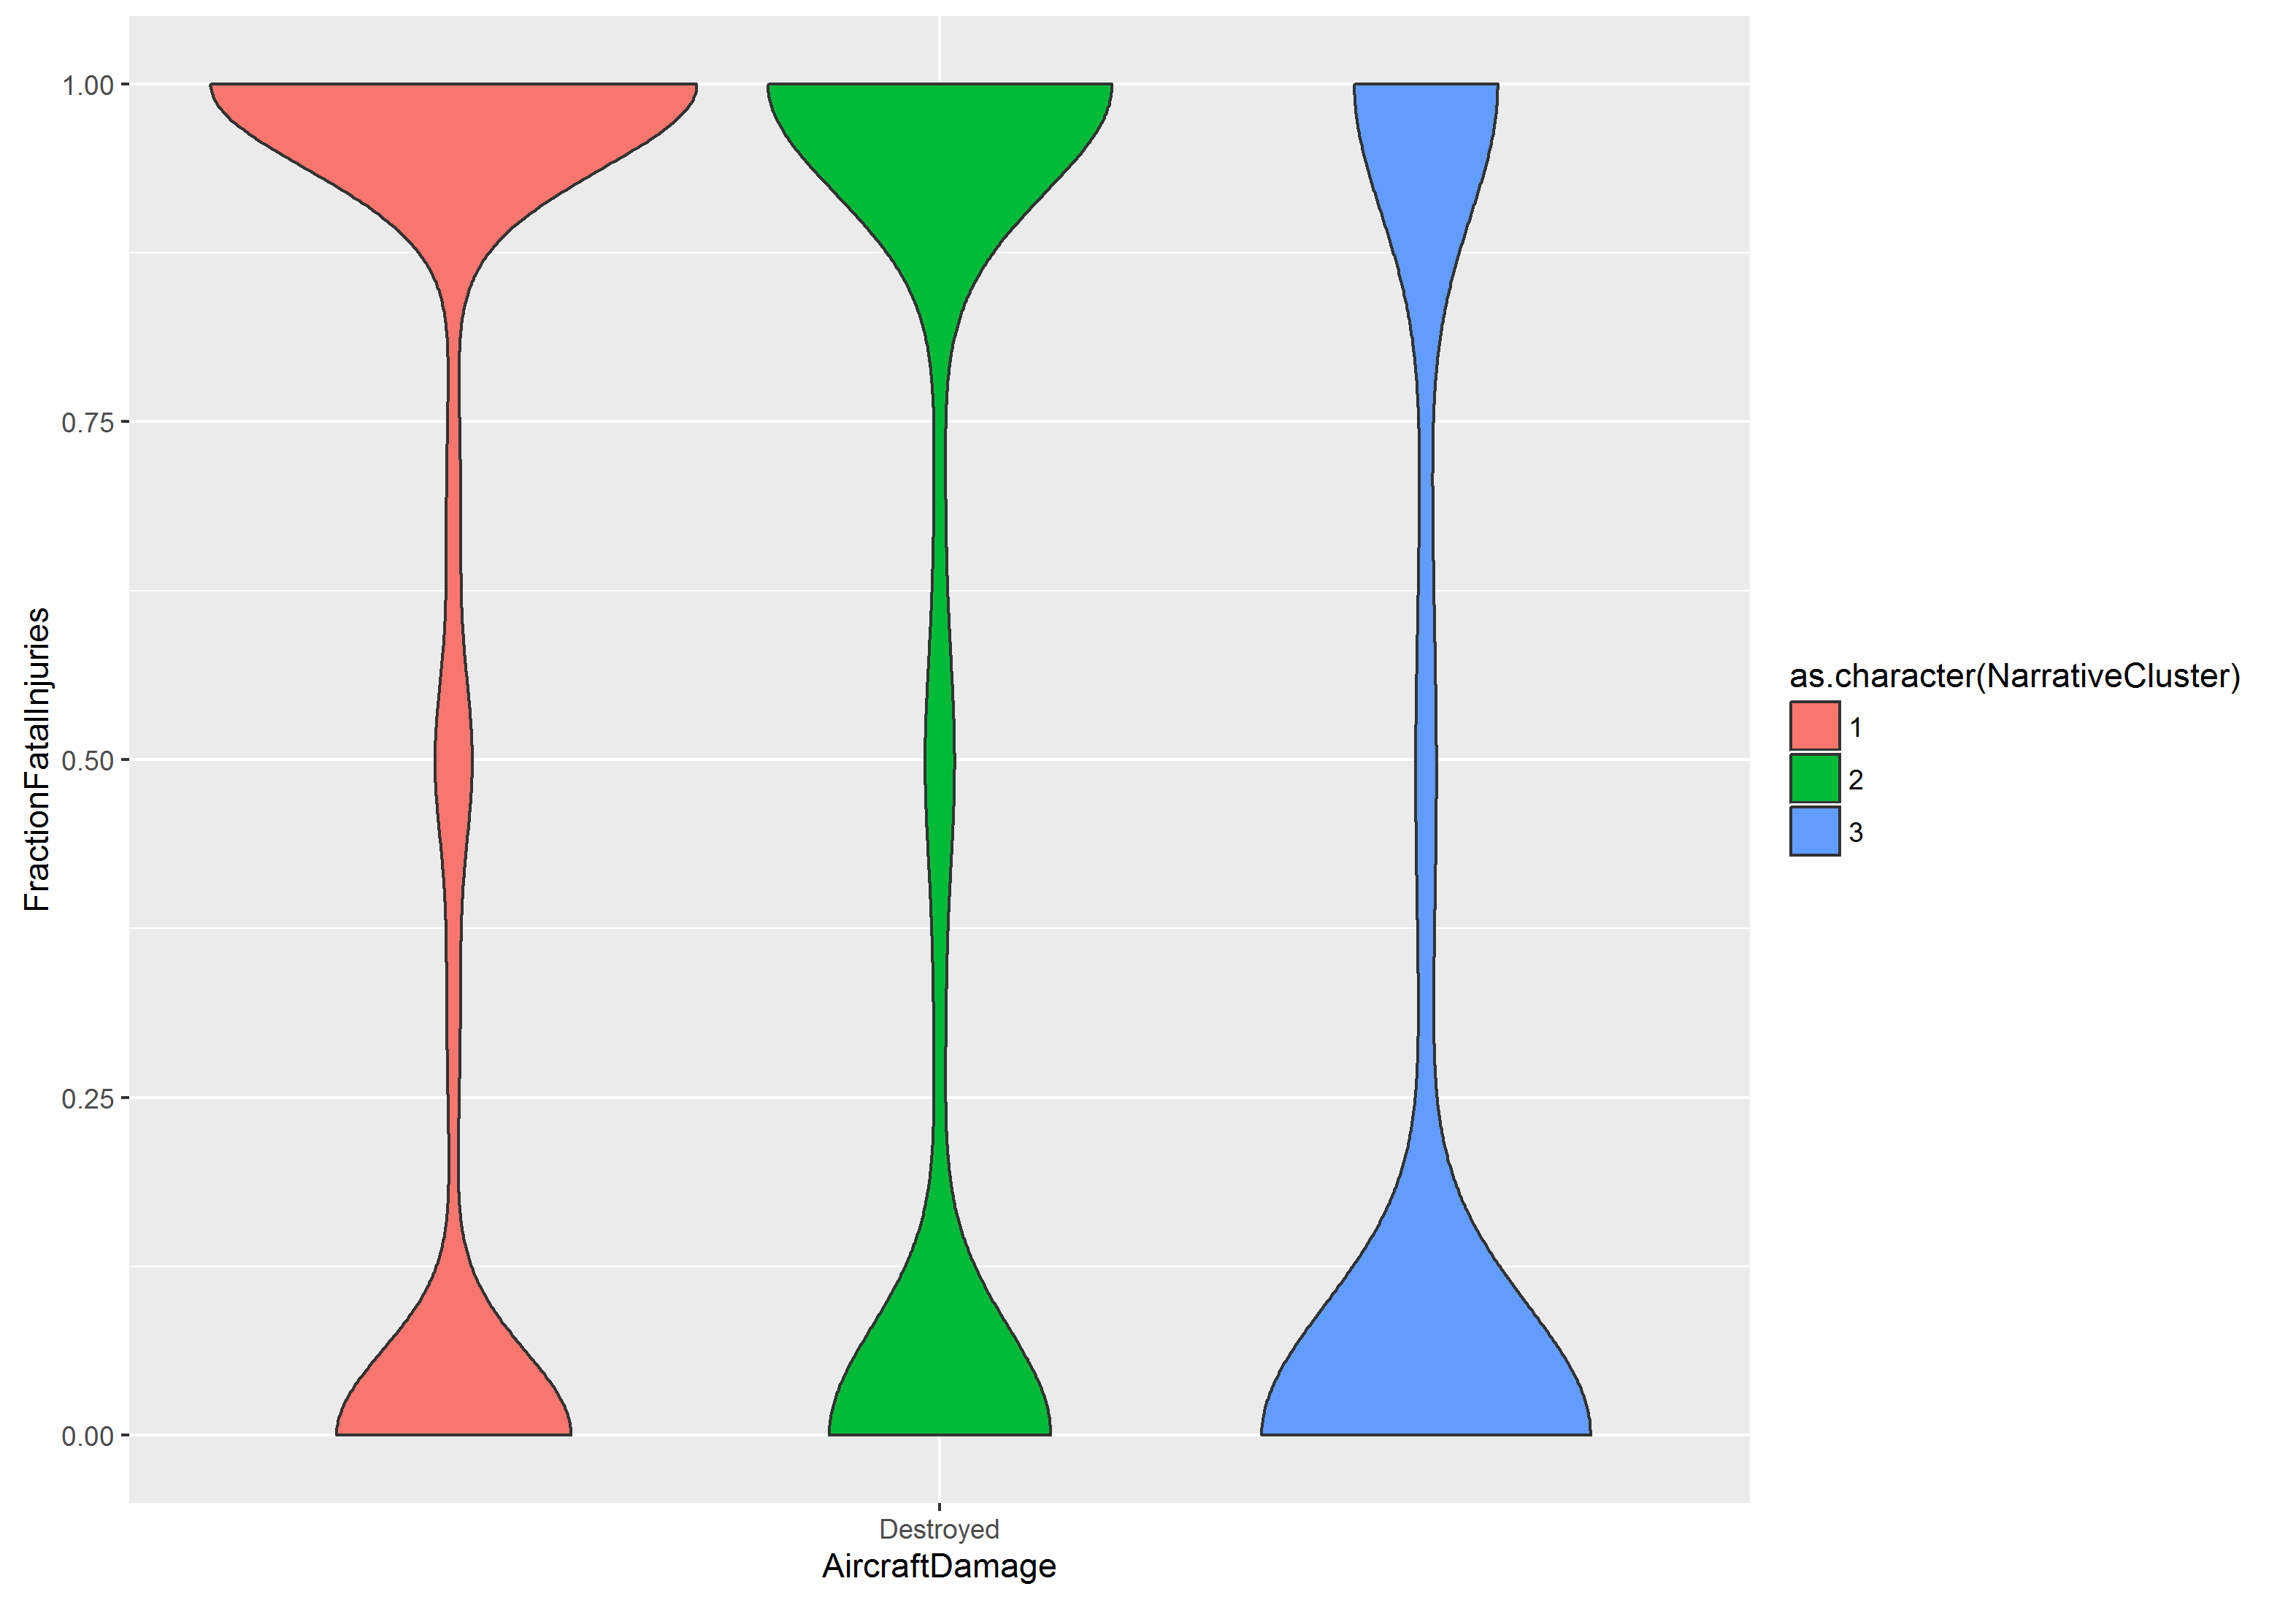 1.00
0.75
0.50
0.25
0.00
FractionFatalInjuries
Destroyed
AircraftDamage
as.character(NarrativeCluster)
1
2
3